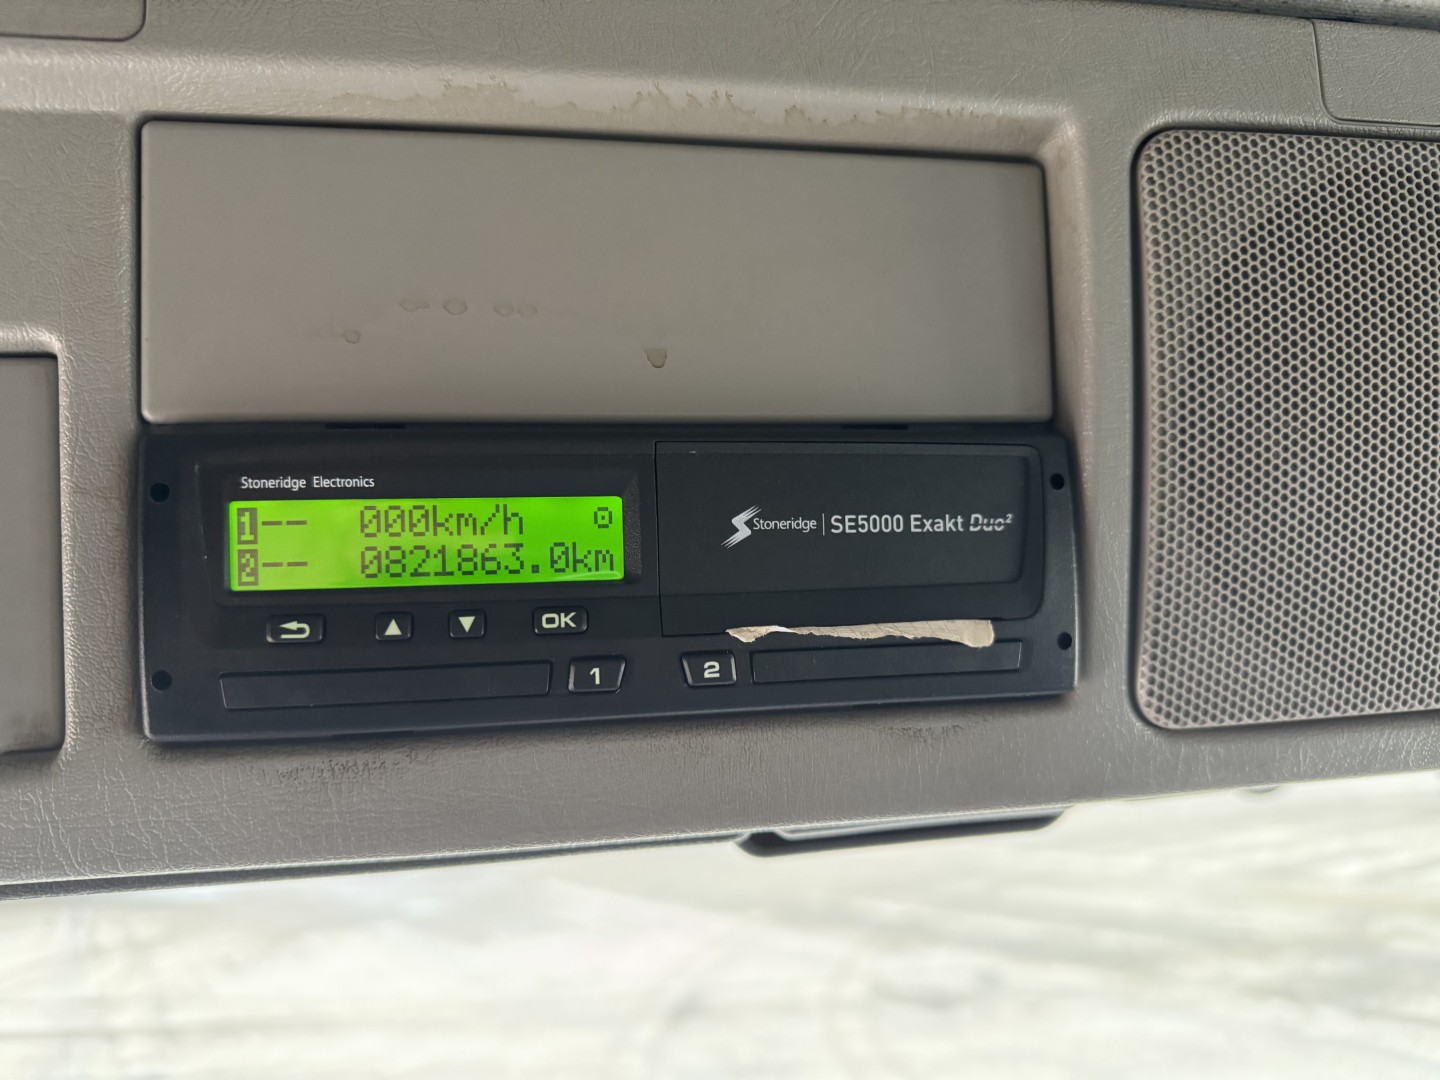 Stoneridge Electronics
1-- 000km/h
2-- 0821863.0km
Stoneridge | SE5000 Exakt Duo²
OK
1
2